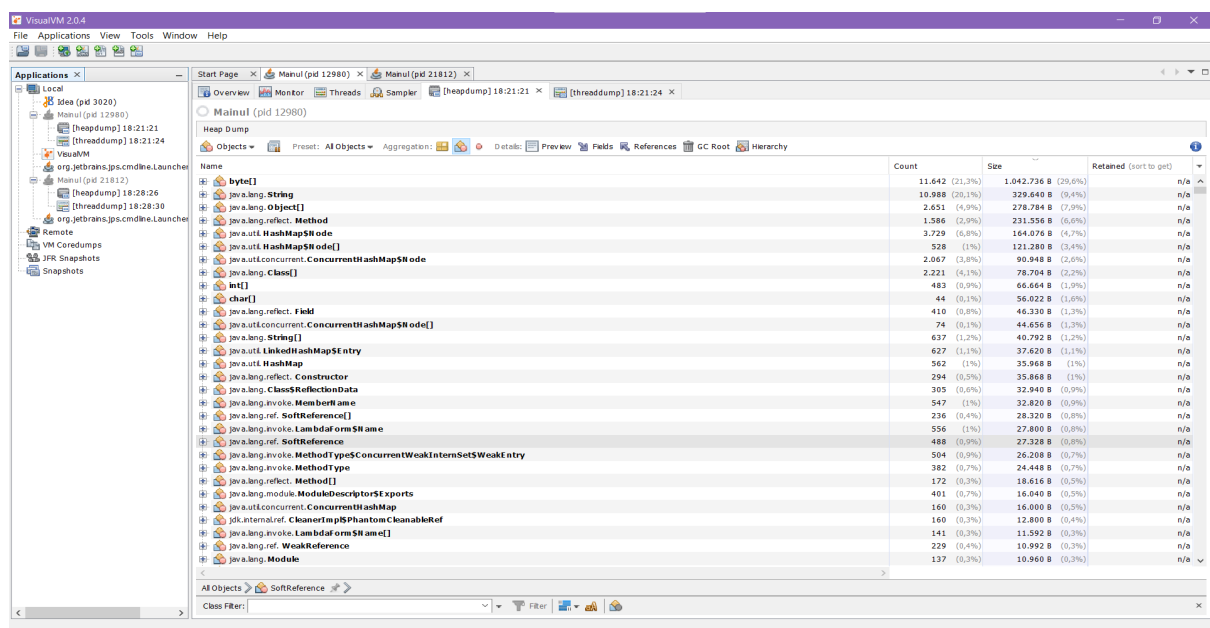 VisualVM 2.0.4
File Applications View Tools Window Help
Applications ×
Local
Idea (pid 3020)
Mainul (pid 12980)
[heapdump] 18:21:21
[threaddump] 18:21:24
VisualVM
org.jetbrains.jps.cmdline.Launcher
Mainul (pid 21812)
[heapdump] 18:28:26
[threaddump] 18:28:30
org.jetbrains.jps.cmdline.Launcher
Remote
VM Coredumps
JFR Snapshots
Snapshots
Start Page × Mainul (pid 12980) × Mainul (pid 21812) ×
Overview Monitor Threads Sampler [heapdump] 18:21:21 × [threaddump] 18:21:24 ×
Mainul (pid 12980)
Heap Dump
Objects Preset: All Objects Aggregation: Details: Preview Fields References GC Root Hierarchy
Name Count Size Retained (sort to get)
byte[] 11.642 (21,3%) 1.042.736 B (29,6%) n/a
java.lang.String 10.988 (20,1%) 329.640 B (9,4%) n/a
java.lang.Object[] 2.651 (4,9%) 278.784 B (7,9%) n/a
java.lang.reflect.Method 1.586 (2,9%) 231.556 B (6,6%) n/a
java.util.HashMap$Node 3.729 (6,8%) 164.076 B (4,7%) n/a
java.util.HashMap$Node[] 528 (1%) 121.280 B (3,4%) n/a
java.util.concurrent.ConcurrentHashMap$Node 2.067 (3,8%) 90.948 B (2,6%) n/a
java.lang.Class[] 2.221 (4,1%) 78.704 B (2,2%) n/a
int[] 483 (0,9%) 66.664 B (1,9%) n/a
char[] 44 (0,1%) 56.022 B (1,6%) n/a
java.lang.reflect.Field 410 (0,8%) 46.330 B (1,3%) n/a
java.util.concurrent.ConcurrentHashMap$Node[] 74 (0,1%) 44.656 B (1,3%) n/a
java.lang.String[] 637 (1,2%) 40.792 B (1,2%) n/a
java.util.LinkedHashMap$Entry 627 (1,1%) 37.620 B (1,1%) n/a
java.util.HashMap 562 (1%) 35.968 B (1%) n/a
java.lang.reflect.Constructor 294 (0,5%) 35.868 B (1%) n/a
java.lang.Class$ReflectionData 305 (0,6%) 32.940 B (0,9%) n/a
java.lang.invoke.MemberName 547 (1%) 32.820 B (0,9%) n/a
java.lang.ref.SoftReference[] 236 (0,4%) 28.320 B (0,8%) n/a
java.lang.invoke.LambdaForm$Name 556 (1%) 27.800 B (0,8%) n/a
java.lang.ref.SoftReference 488 (0,9%) 27.328 B (0,8%) n/a
java.lang.invoke.MethodType$ConcurrentWeakInternSet$WeakEntry 504 (0,9%) 26.208 B (0,7%) n/a
java.lang.invoke.MethodType 382 (0,7%) 24.448 B (0,7%) n/a
java.lang.reflect.Method[] 172 (0,3%) 18.616 B (0,5%) n/a
java.lang.module.ModuleDescriptor$Exports 401 (0,7%) 16.040 B (0,5%) n/a
java.util.concurrent.ConcurrentHashMap 160 (0,3%) 16.000 B (0,5%) n/a
jdk.internal.ref.CleanerImpl$PhantomCleanableRef 160 (0,3%) 12.800 B (0,4%) n/a
java.lang.invoke.LambdaForm$Name[] 141 (0,3%) 11.592 B (0,3%) n/a
java.lang.ref.WeakReference 229 (0,4%) 10.992 B (0,3%) n/a
java.lang.Module 137 (0,3%) 10.960 B (0,3%) n/a
All Objects SoftReference
Class Filter: Filter